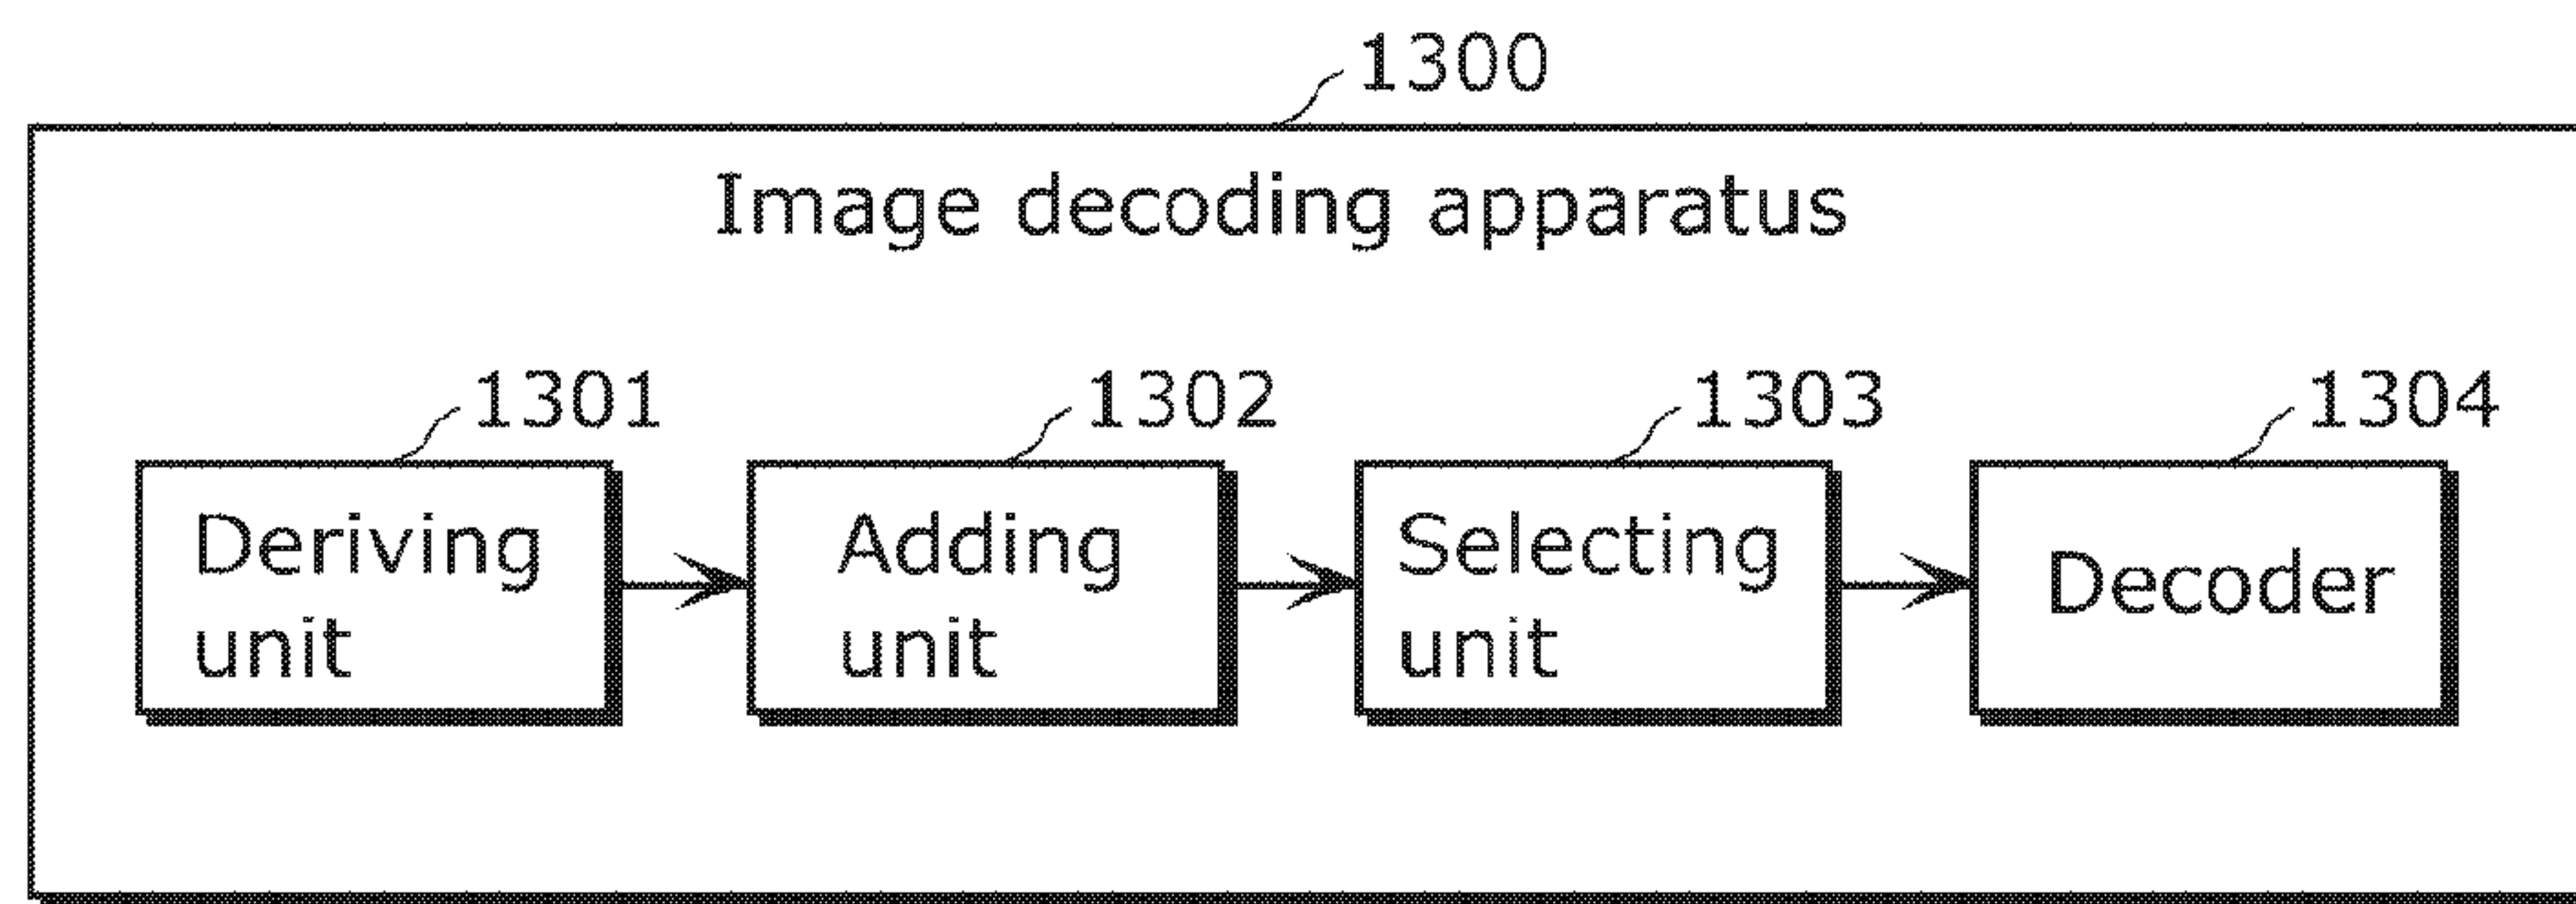 1300
Image decoding apparatus
1301
1302
1303
1304
Deriving
unit
Adding
unit
Selecting
unit
Decoder